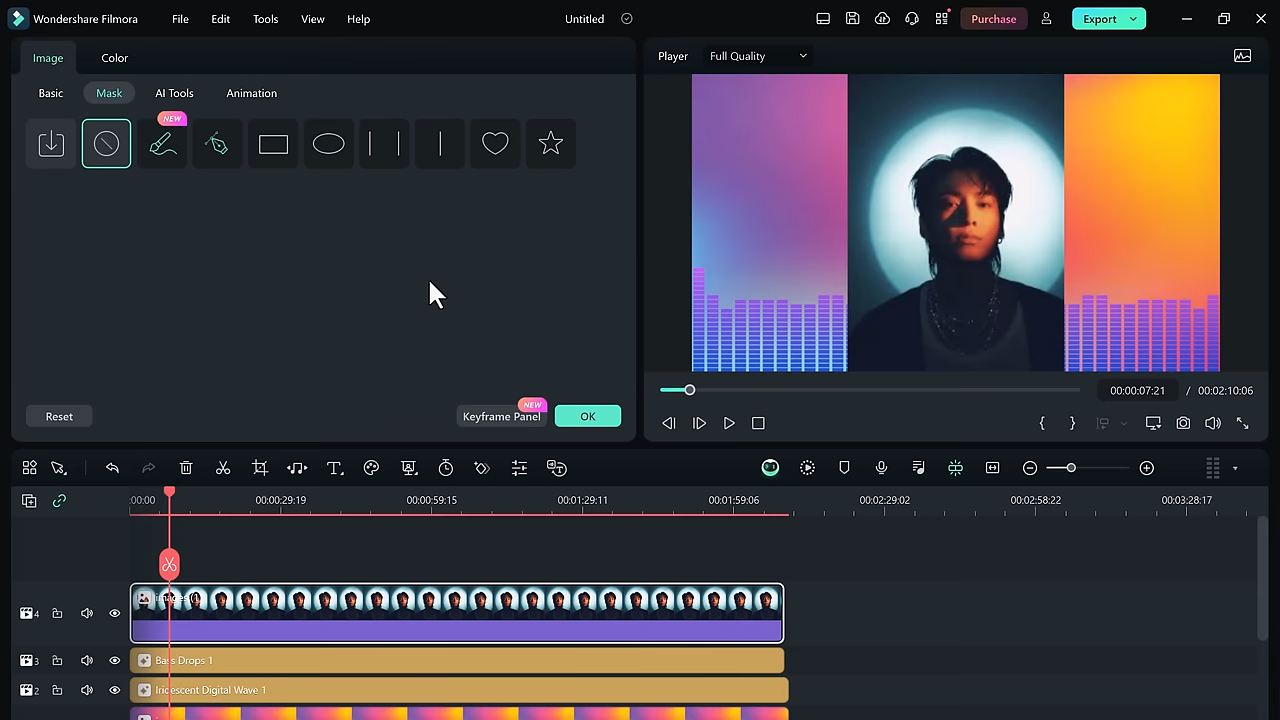 Wondershare Filmora File Edit Tools View Help Untitled Purchase Export
Image Color
Player Full Quality
Basic Mask AI Tools Animation
NEW
Reset Keyframe Panel NEW OK
00:00:07:21 / 00:02:10:06
:00:00 00:00:29:19 00:00:59:15 00:01:29:11 00:01:59:06 00:02:29:02 00:02:58:22 00:03:28:17
4
3 Bass Drops 1
2 Iridescent Digital Wave 1